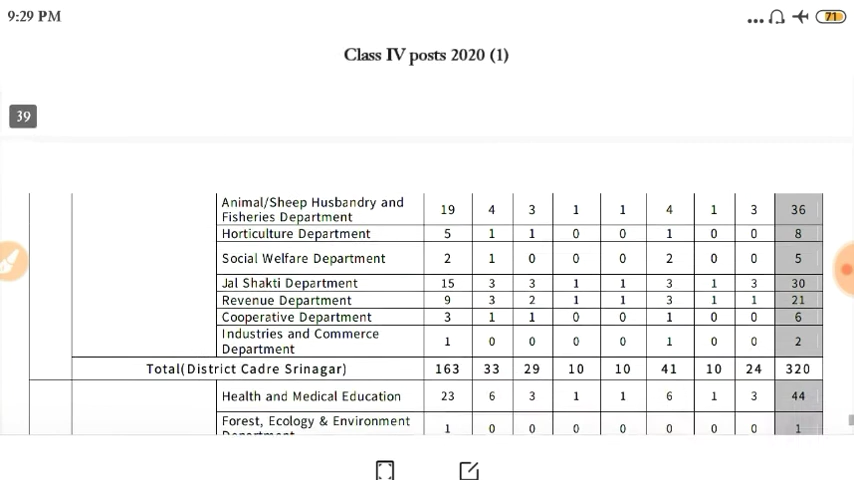 9:29 PM
... 71
Class IV posts 2020 (1)
39
Animal/Sheep Husbandry and
Fisheries Department 19 4 3 1 1 4 1 3 36
Horticulture Department 5 1 1 0 0 1 0 0 8
Social Welfare Department 2 1 0 0 0 2 0 0 5
Jal Shakti Department 15 3 3 1 1 3 1 3 30
Revenue Department 9 3 2 1 1 3 1 1 21
Cooperative Department 3 1 1 0 0 1 0 0 6
Industries and Commerce
Department 1 0 0 0 0 1 0 0 2
Total(District Cadre Srinagar) 163 33 29 10 10 41 10 24 320
Health and Medical Education 23 6 3 1 1 6 1 3 44
Forest, Ecology & Environment
Department 1 0 0 0 0 0 0 0 1